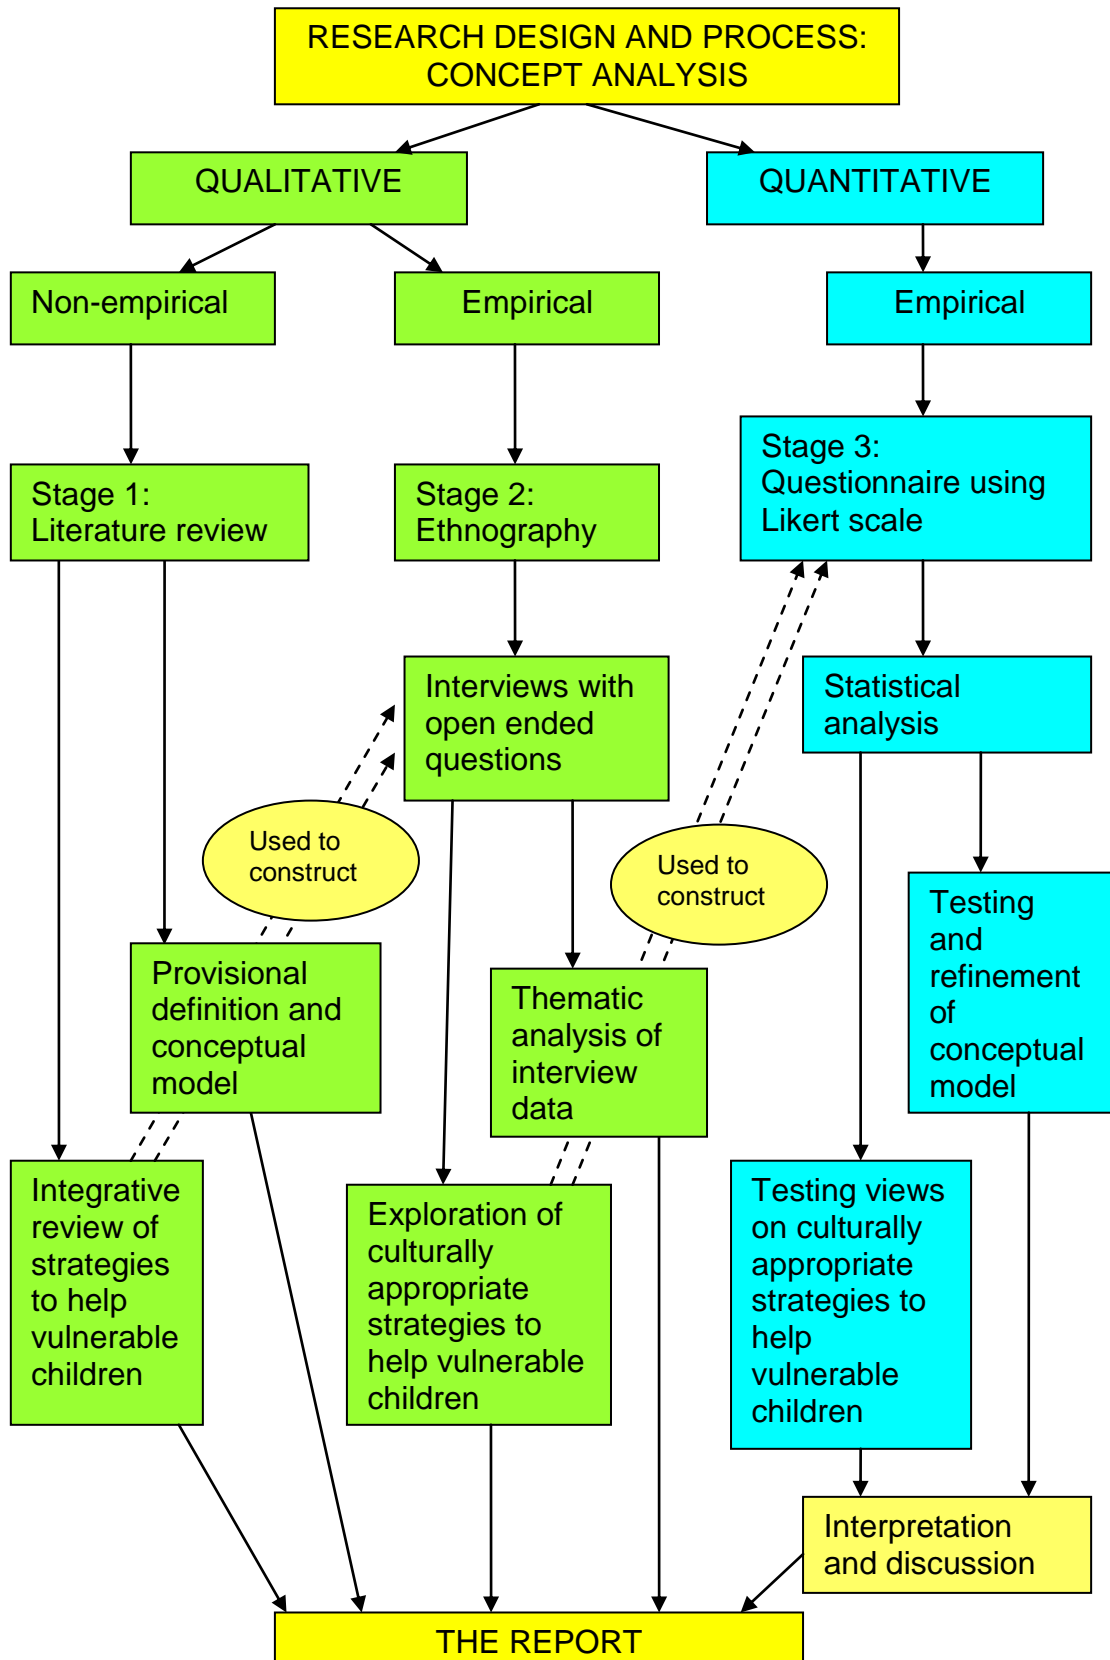 RESEARCH DESIGN AND PROCESS:
CONCEPT ANALYSIS
QUALITATIVE
QUANTITATIVE
Non-empirical
Empirical
Empirical
Stage 1:
Literature review
Stage 2:
Ethnography
Stage 3:
Questionnaire using
Likert scale
Interviews with
open ended
questions
Statistical
analysis
Used to
construct
Used to
construct
Provisional
definition and
conceptual
model
Thematic
analysis of
interview
data
Testing
and
refinement
of
conceptual
model
Integrative
review of
strategies
to help
vulnerable
children
Exploration of
culturally
appropriate
strategies to
help vulnerable
children
Testing views
on culturally
appropriate
strategies to
help
vulnerable
children
Interpretation
and discussion
THE REPORT